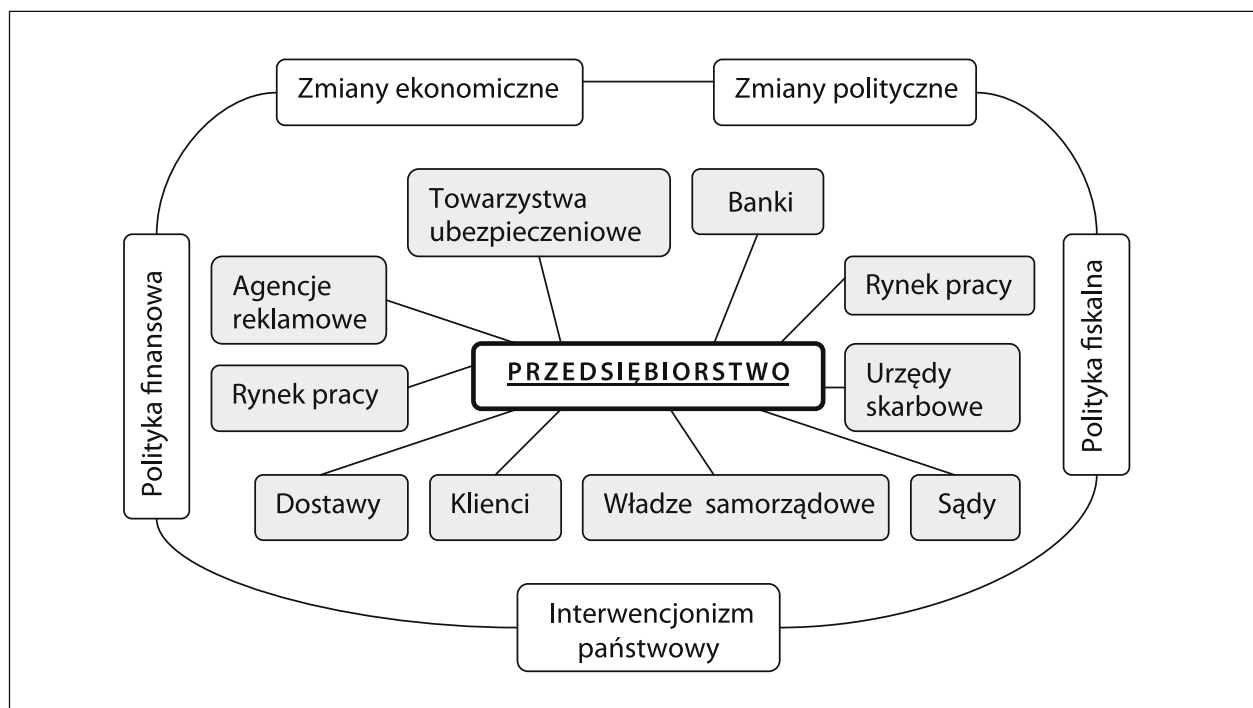 Zmiany ekonomiczne
Zmiany polityczne
Towarzystwa
ubezpieczeniowe
Banki
Agencje
reklamowe
Rynek pracy
Polityka finansowa
Polityka fiskalna
PRZEDSIĘBIORSTWO
Rynek pracy
Urzędy
skarbowe
Dostawy
Klienci
Władze samorządowe
Sądy
Interwencjonizm
państwowy